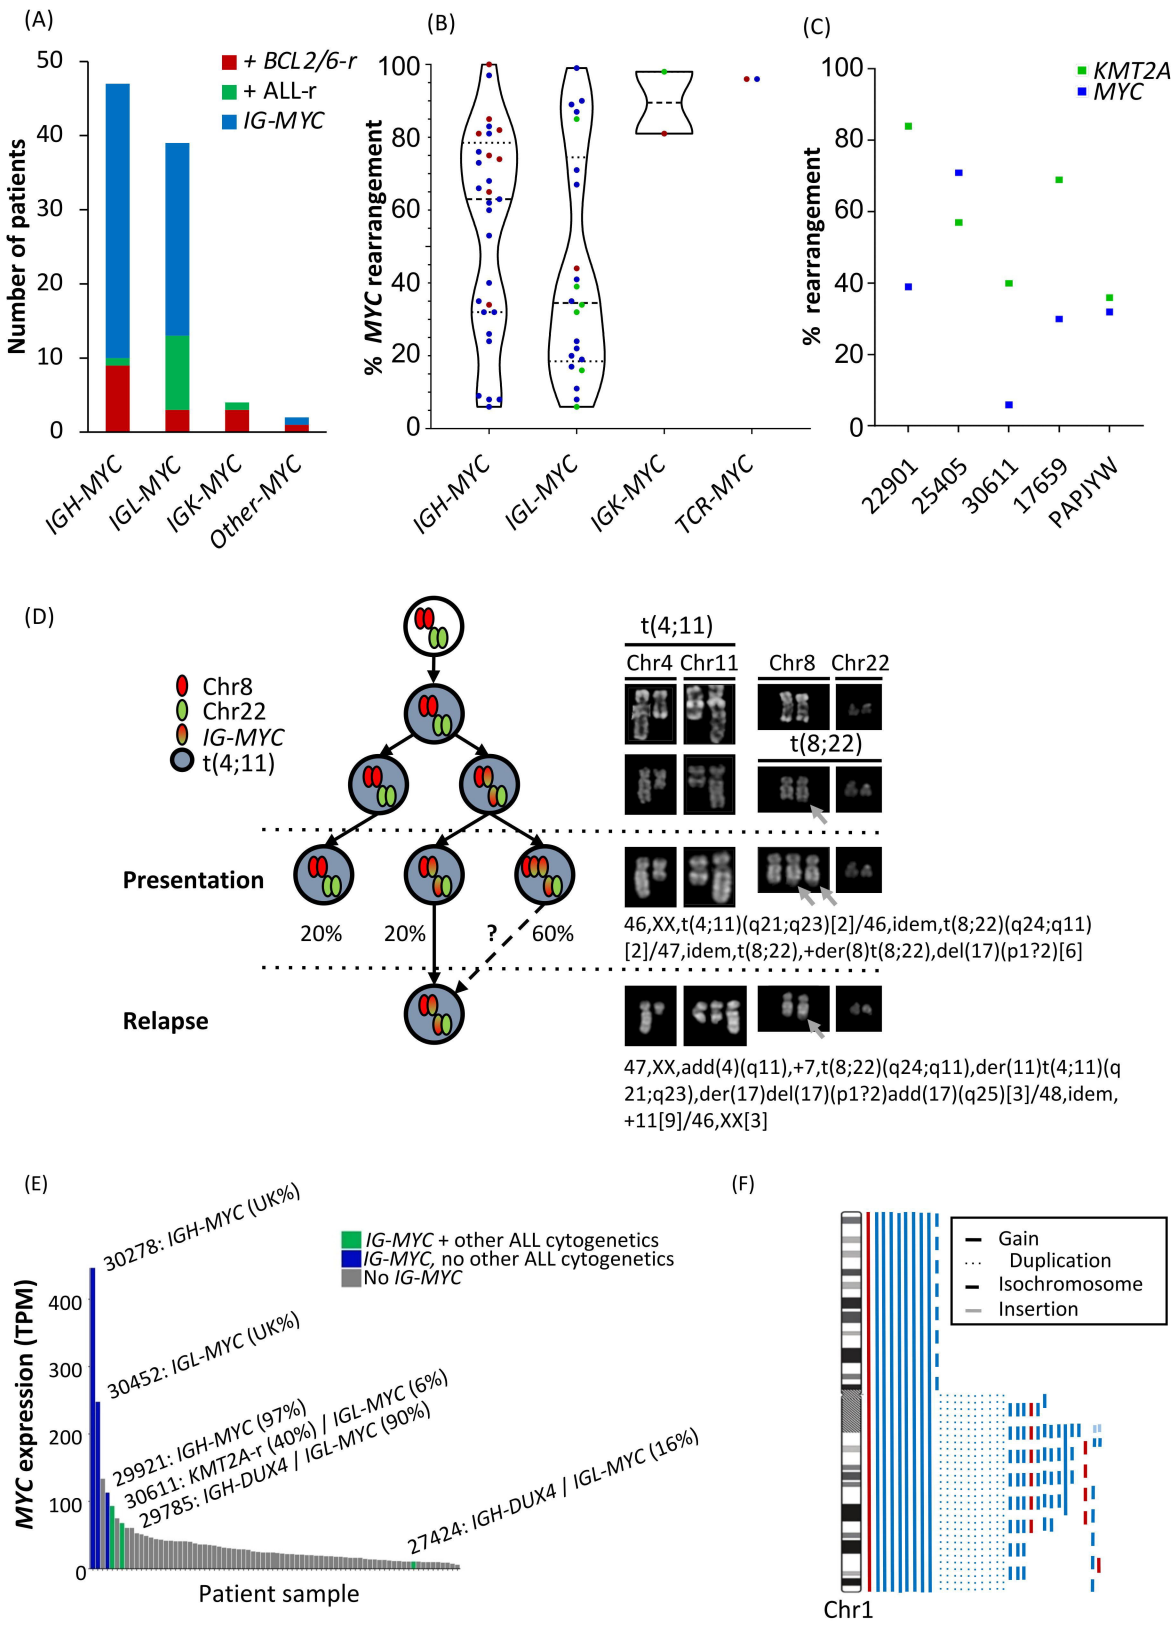 (A)
50
40
30
20
10
0
Number of patients
+ BCL2/6-r
+ ALL-r
IG-MYC
IGH-MYC
IGL-MYC
IGK-MYC
Other-MYC
(B)
100
80
60
40
20
0
% MYC rearrangement
IGH-MYC
IGL-MYC
IGK-MYC
TCR-MYC
(C)
100
80
60
40
20
0
% rearrangement
KMT2A
MYC
22901
25405
30611
17659
PAPJYW
(D)
Chr8
Chr22
IG-MYC
t(4;11)
t(4;11)
Chr4 Chr11 Chr8 Chr22
t(8;22)
Presentation
20% 20% ? 60%
46,XX,t(4;11)(q21;q23)[2]/46,idem,t(8;22)(q24;q11)
[2]/47,idem,t(8;22),+der(8)t(8;22),del(17)(p1?2)[6]
Relapse
47,XX,add(4)(q11),+7,t(8;22)(q24;q11),der(11)t(4;11)(q
21;q23),der(17)del(17)(p1?2)add(17)(q25)[3]/48,idem,
+11[9]/46,XX[3]
(E)
MYC expression (TPM)
400
300
200
100
0
30278: IGH-MYC (UK%)
30452: IGL-MYC (UK%)
29921: IGH-MYC (97%)
30611: KMT2A-r (40%) / IGL-MYC (6%)
29785: IGH-DUX4 / IGL-MYC (90%)
27424: IGH-DUX4 / IGL-MYC (16%)
IG-MYC + other ALL cytogenetics
IG-MYC, no other ALL cytogenetics
No IG-MYC
Patient sample
(F)
Gain
Duplication
Isochromosome
Insertion
Chr1